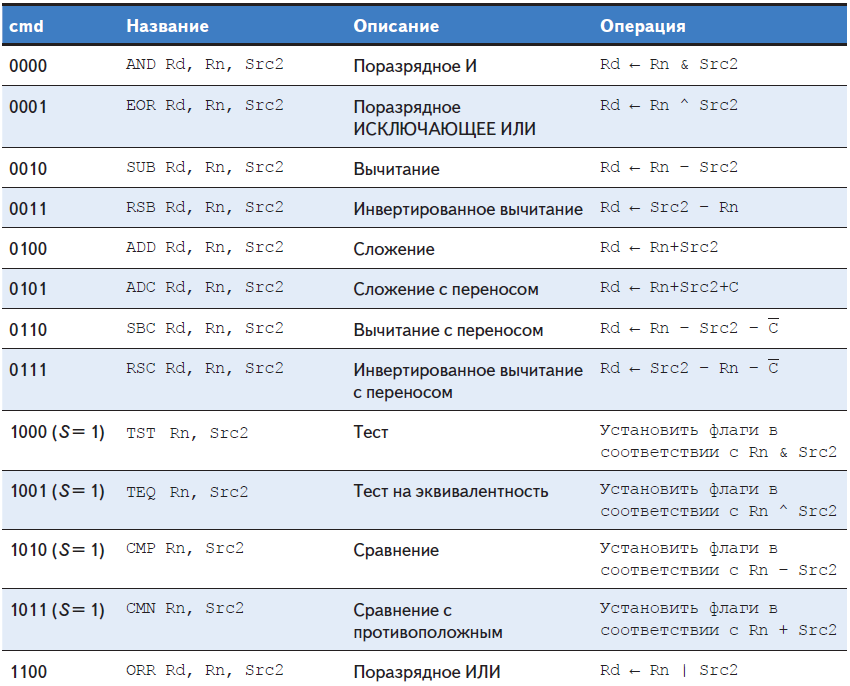 cmd Название Описание Операция
0000 AND Rd, Rn, Src2 Поразрядное И Rd ← Rn & Src2
0001 EOR Rd, Rn, Src2 Поразрядное Rd ← Rn ^ Src2
ИСКЛЮЧАЮЩЕЕ ИЛИ
0010 SUB Rd, Rn, Src2 Вычитание Rd ← Rn − Src2
0011 RSB Rd, Rn, Src2 Инвертированное вычитание Rd ← Src2 − Rn
0100 ADD Rd, Rn, Src2 Сложение Rd ← Rn+Src2
0101 ADC Rd, Rn, Src2 Сложение с переносом Rd ← Rn+Src2+C
0110 SBC Rd, Rn, Src2 Вычитание с переносом Rd ← Rn − Src2 − C̅
0111 RSC Rd, Rn, Src2 Инвертированное вычитание Rd ← Src2 − Rn − C̅
с переносом
1000 (S = 1) TST Rn, Src2 Тест Установить флаги в
соответствии с Rn & Src2
1001 (S = 1) TEQ Rn, Src2 Тест на эквивалентность Установить флаги в
соответствии с Rn ^ Src2
1010 (S = 1) CMP Rn, Src2 Сравнение Установить флаги в
соответствии с Rn − Src2
1011 (S = 1) CMN Rn, Src2 Сравнение с Установить флаги в
противоположным соответствии с Rn + Src2
1100 ORR Rd, Rn, Src2 Поразрядное ИЛИ Rd ← Rn | Src2